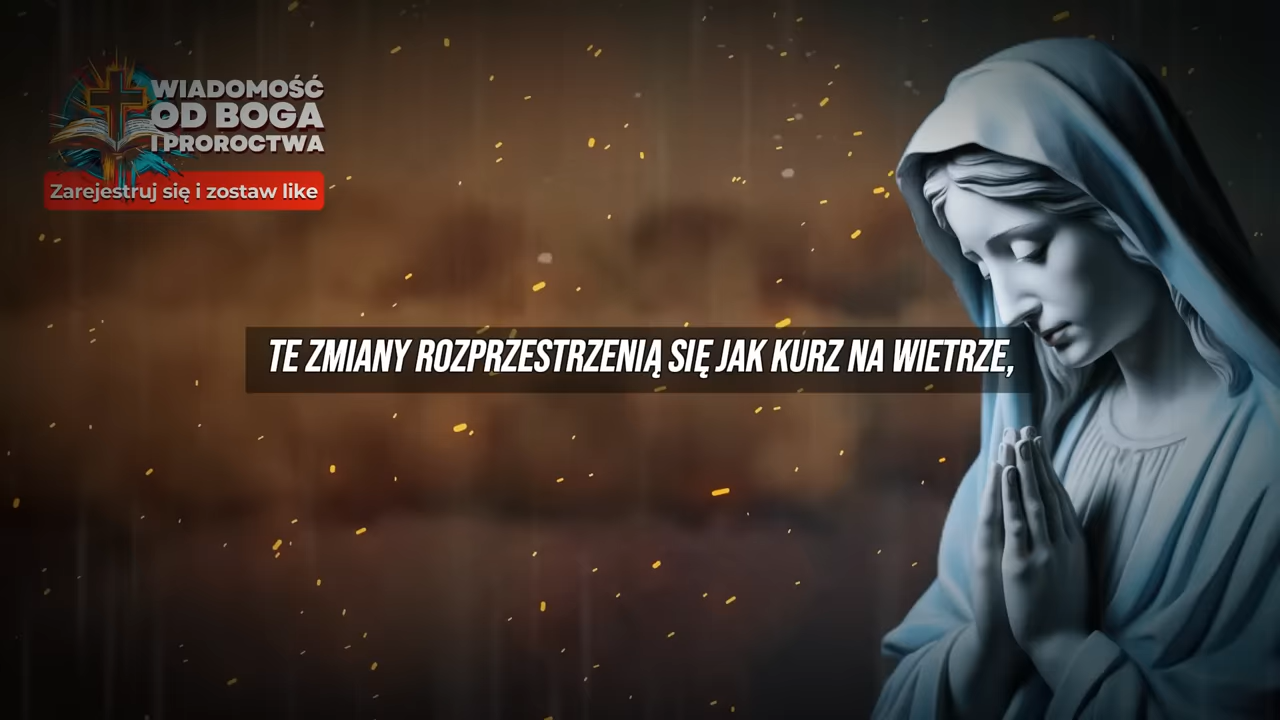 WIADOMOŚĆ
OD BOGA
I PROROCTWA
Zarejestruj się i zostaw like
TE ZMIANY ROZPRZESTRZENIĄ SIĘ JAK KURZ NA WIETRZE,